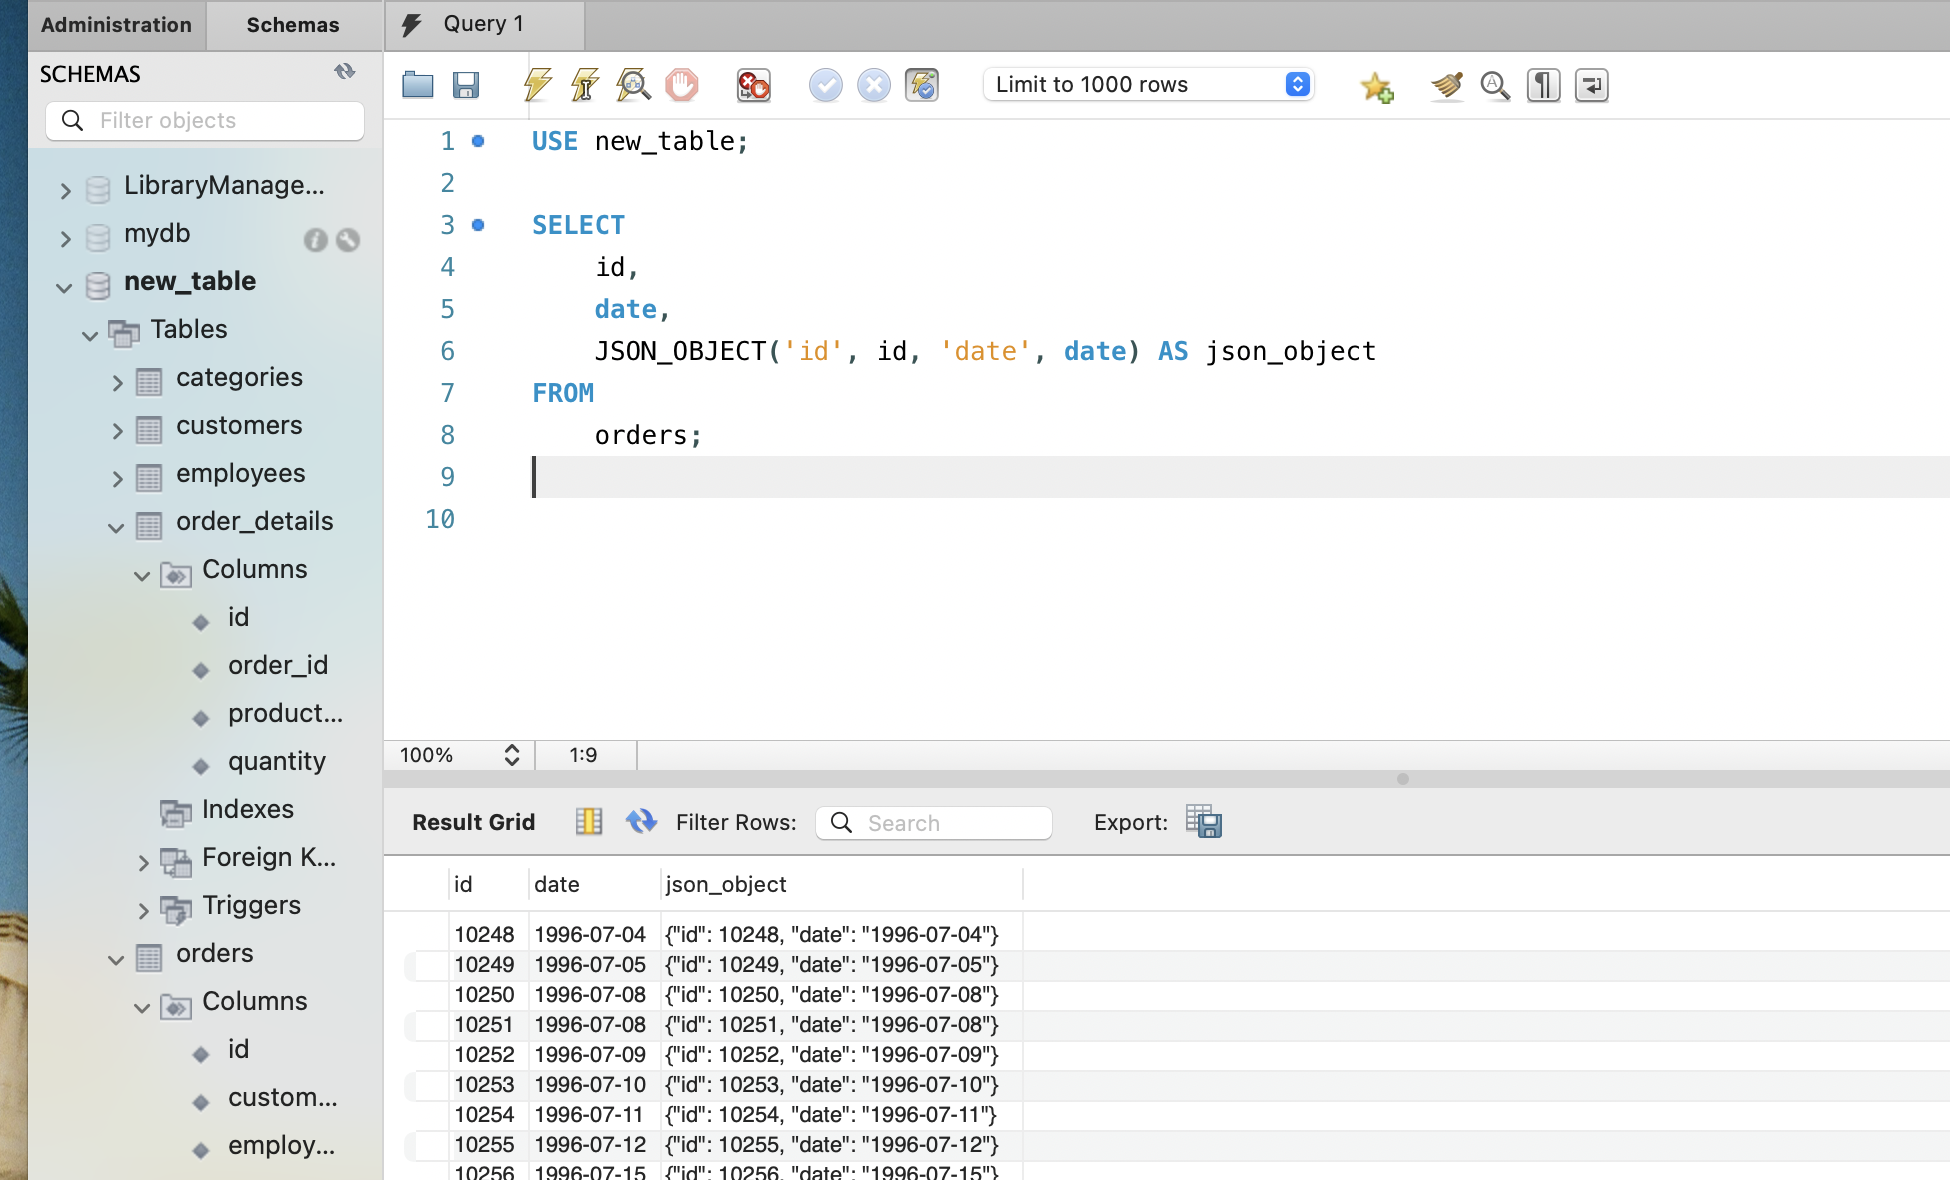 Administration
Schemas
Query 1
SCHEMAS
Filter objects
LibraryManage...
mydb
new_table
Tables
categories
customers
employees
order_details
Columns
id
order_id
product...
quantity
Indexes
Foreign K...
Triggers
orders
Columns
id
custom...
employ...
Limit to 1000 rows
1 USE new_table;
2
3 SELECT
4 id,
5 date,
6 JSON_OBJECT('id', id, 'date', date) AS json_object
7 FROM
8 orders;
9
10
100% 1:9
Result Grid Filter Rows: Search Export:
id date json_object
10248 1996-07-04 {"id": 10248, "date": "1996-07-04"}
10249 1996-07-05 {"id": 10249, "date": "1996-07-05"}
10250 1996-07-08 {"id": 10250, "date": "1996-07-08"}
10251 1996-07-08 {"id": 10251, "date": "1996-07-08"}
10252 1996-07-09 {"id": 10252, "date": "1996-07-09"}
10253 1996-07-10 {"id": 10253, "date": "1996-07-10"}
10254 1996-07-11 {"id": 10254, "date": "1996-07-11"}
10255 1996-07-12 {"id": 10255, "date": "1996-07-12"}
10256 1996-07-15 {"id": 10256, "date": "1996-07-15"}